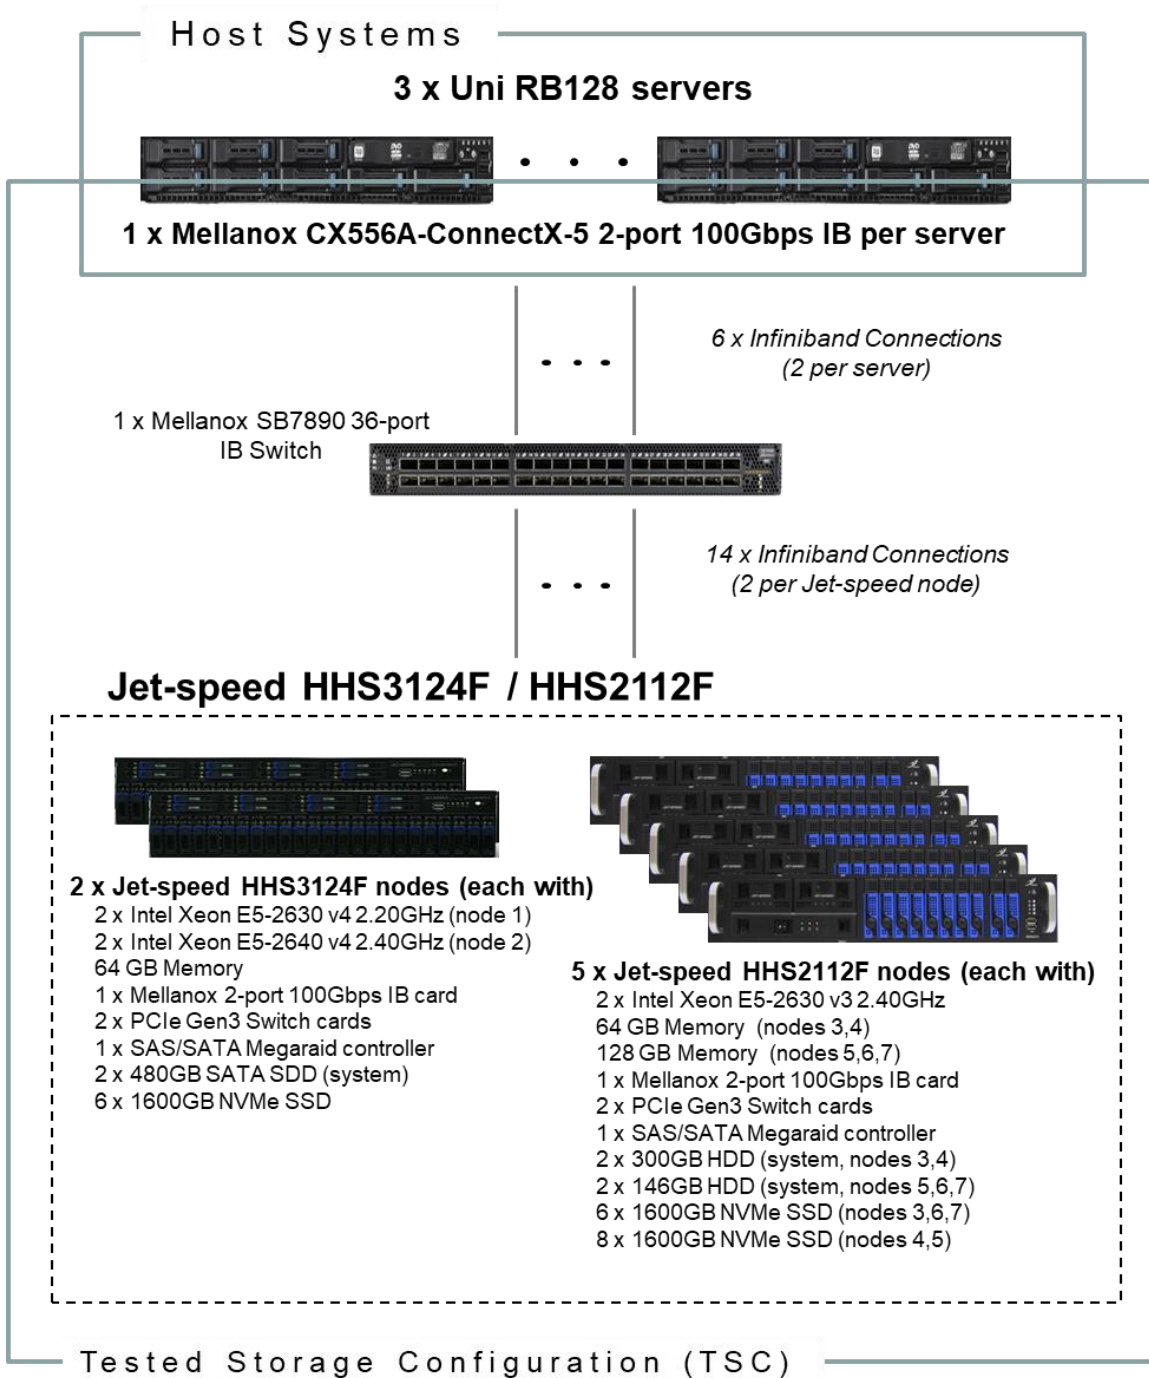 Host Systems
3 x Uni RB128 servers
1 x Mellanox CX556A-ConnectX-5 2-port 100Gbps IB per server
6 x Infiniband Connections
(2 per server)
1 x Mellanox SB7890 36-port
IB Switch
14 x Infiniband Connections
(2 per Jet-speed node)
Jet-speed HHS3124F / HHS2112F
2 x Jet-speed HHS3124F nodes (each with)
2 x Intel Xeon E5-2630 v4 2.20GHz (node 1)
2 x Intel Xeon E5-2640 v4 2.40GHz (node 2)
64 GB Memory
1 x Mellanox 2-port 100Gbps IB card
2 x PCIe Gen3 Switch cards
1 x SAS/SATA Megaraid controller
2 x 480GB SATA SDD (system)
6 x 1600GB NVMe SSD
5 x Jet-speed HHS2112F nodes (each with)
2 x Intel Xeon E5-2630 v3 2.40GHz
64 GB Memory (nodes 3,4)
128 GB Memory (nodes 5,6,7)
1 x Mellanox 2-port 100Gbps IB card
2 x PCIe Gen3 Switch cards
1 x SAS/SATA Megaraid controller
2 x 300GB HDD (system, nodes 3,4)
2 x 146GB HDD (system, nodes 5,6,7)
6 x 1600GB NVMe SSD (nodes 3,6,7)
8 x 1600GB NVMe SSD (nodes 4,5)
Tested Storage Configuration (TSC)